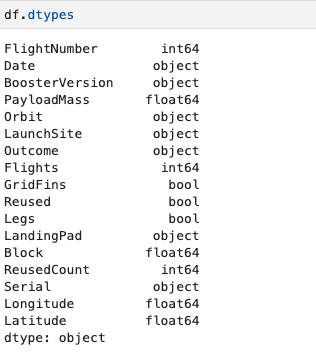 df.dtypes
FlightNumber int64
Date object
BoosterVersion object
PayloadMass float64
Orbit object
LaunchSite object
Outcome object
Flights int64
GridFins bool
Reused bool
Legs bool
LandingPad object
Block float64
ReusedCount int64
Serial object
Longitude float64
Latitude float64
dtype: object